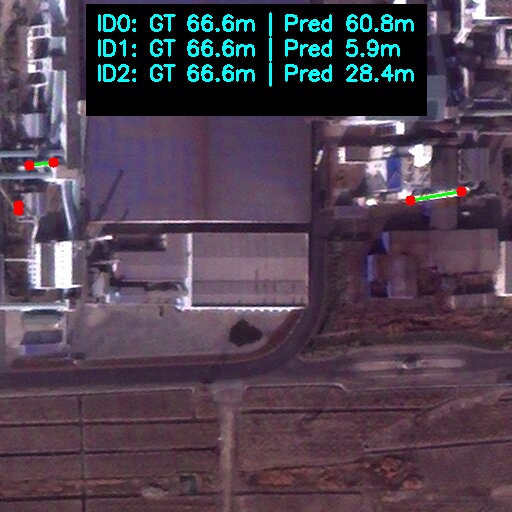 ID0: GT 66.6m | Pred 60.8m
ID1: GT 66.6m | Pred 5.9m
ID2: GT 66.6m | Pred 28.4m